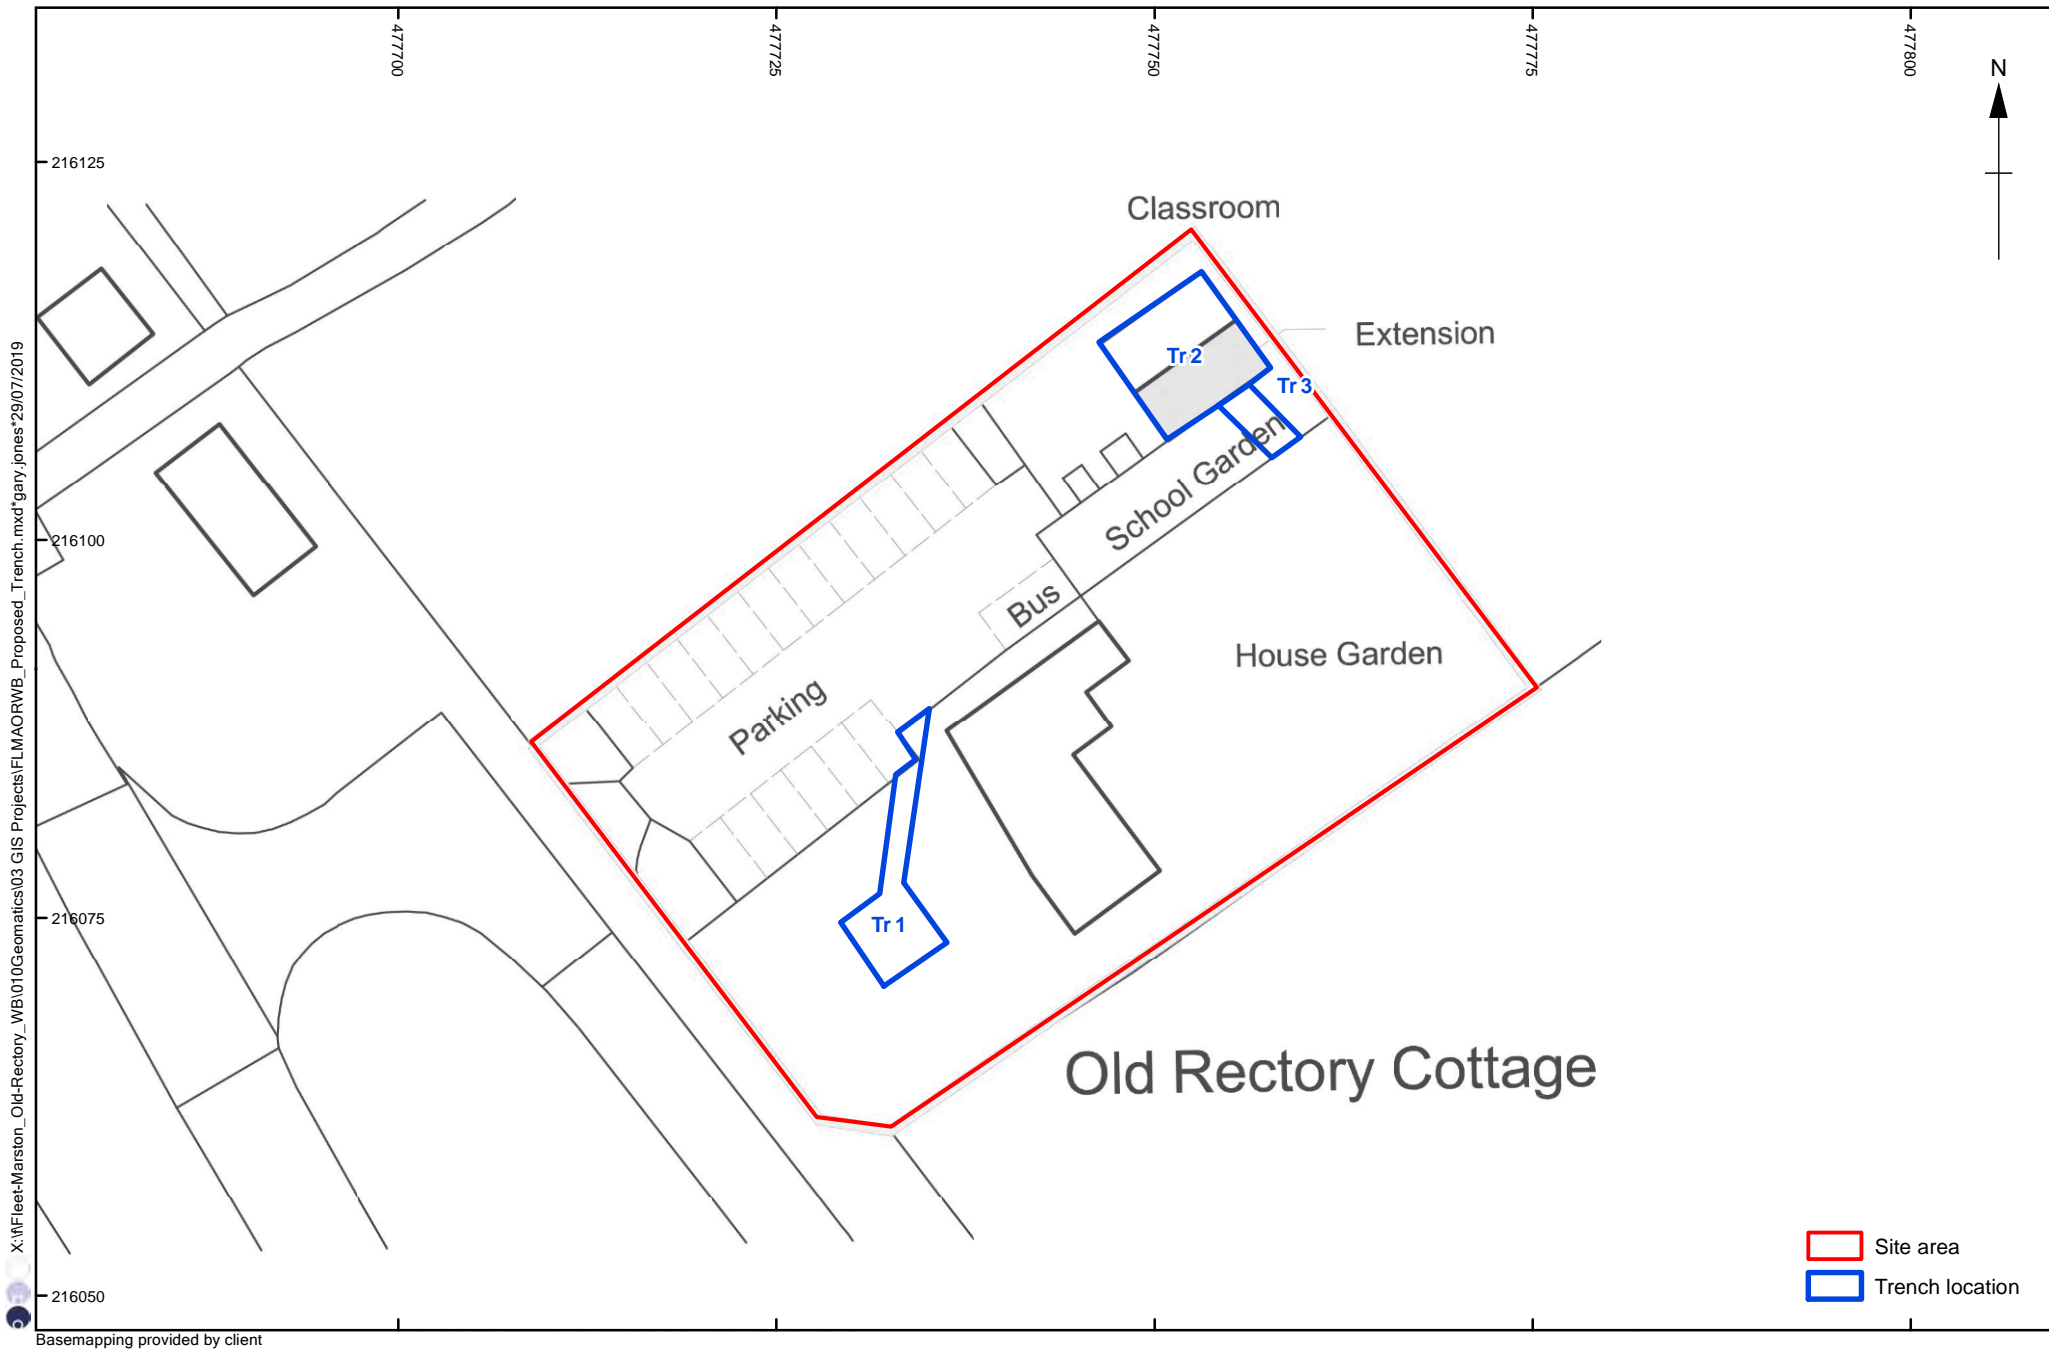 477700
477725
477750
477775
477800
N
216125
Classroom
Extension
Tr 2
Tr 3
216100
School Garden
Bus
House Garden
Parking
216075
Tr 1
Old Rectory Cottage
Site area
Trench location
216050
Basemapping provided by client
X:\f\Fleet-Marston_Old-Rectory_WB\010Geomatics\03 GIS Projects\FLMAORWB_Proposed_Trench.mxd*gary.jones*29/07/2019